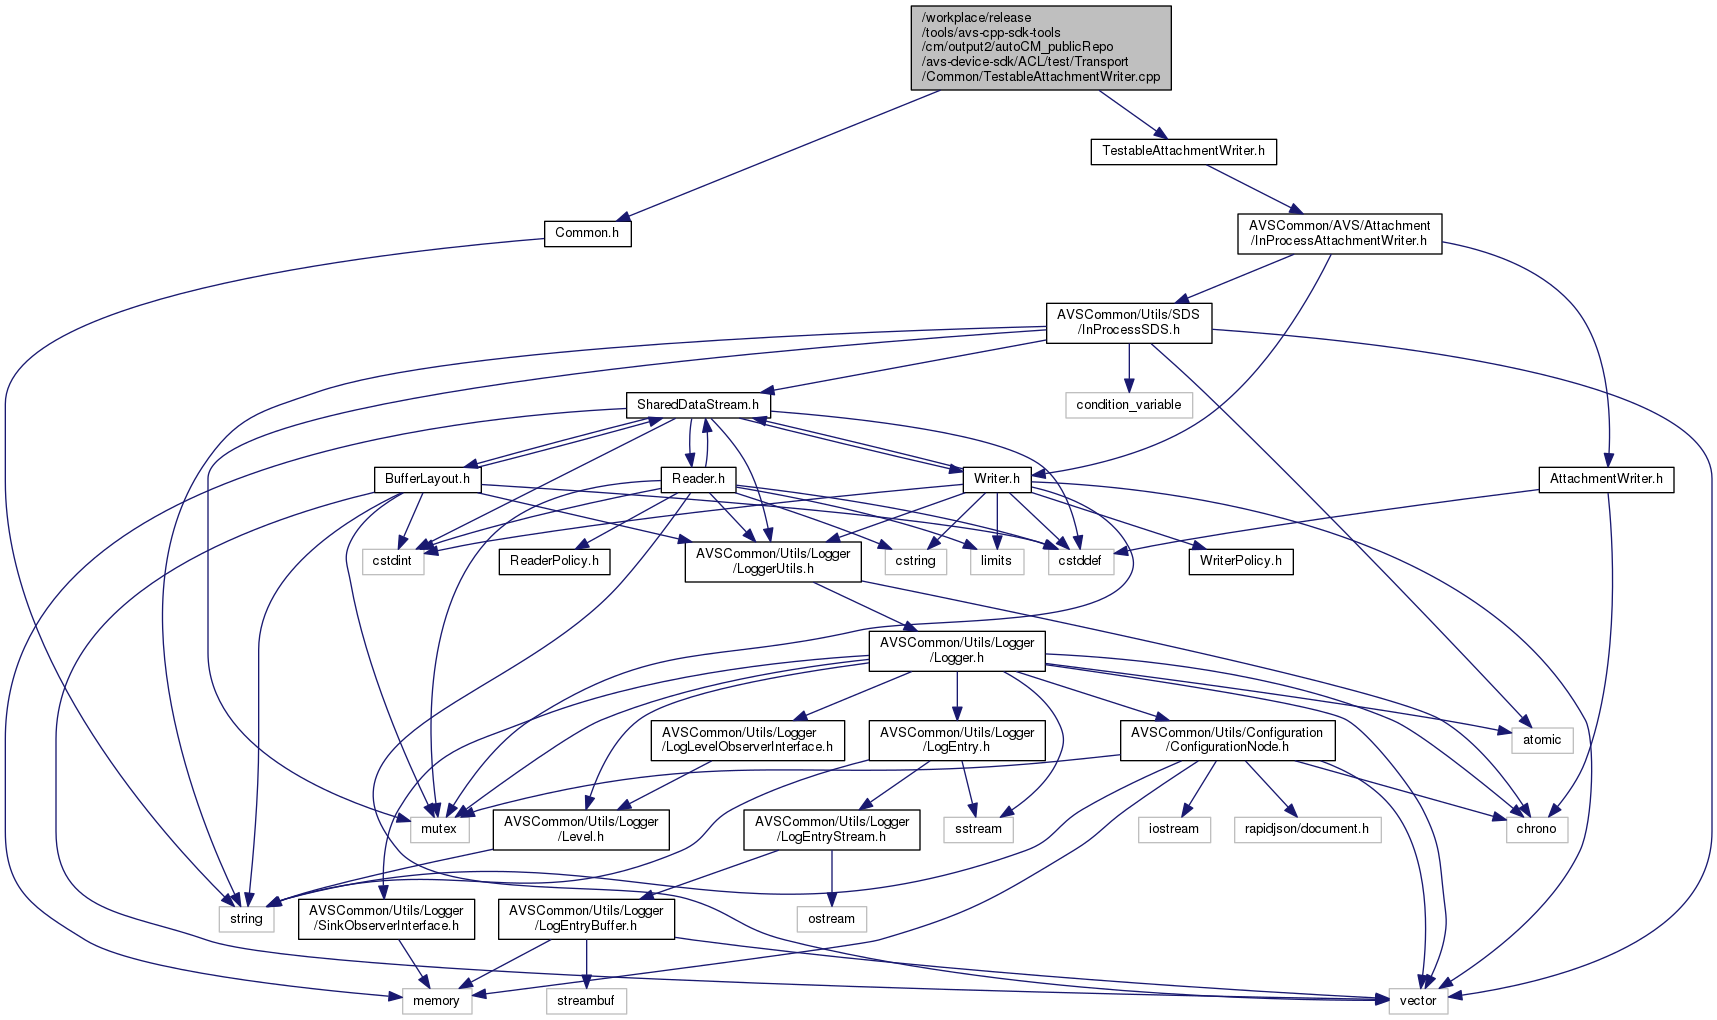 /workplace/release
/tools/avs-cpp-sdk-tools
/cm/output2/autoCM_publicRepo
/avs-device-sdk/ACL/test/Transport
/Common/TestableAttachmentWriter.cpp
TestableAttachmentWriter.h
Common.h
AVSCommon/AVS/Attachment
/InProcessAttachmentWriter.h
AVSCommon/Utils/SDS
/InProcessSDS.h
SharedDataStream.h
condition_variable
BufferLayout.h
Reader.h
Writer.h
AttachmentWriter.h
cstdint
ReaderPolicy.h
AVSCommon/Utils/Logger
/LoggerUtils.h
cstring
limits
cstddef
WriterPolicy.h
AVSCommon/Utils/Logger
/Logger.h
AVSCommon/Utils/Logger
/LogLevelObserverInterface.h
AVSCommon/Utils/Logger
/LogEntry.h
AVSCommon/Utils/Configuration
/ConfigurationNode.h
atomic
mutex
AVSCommon/Utils/Logger
/Level.h
AVSCommon/Utils/Logger
/LogEntryStream.h
sstream
iostream
rapidjson/document.h
chrono
string
AVSCommon/Utils/Logger
/SinkObserverInterface.h
AVSCommon/Utils/Logger
/LogEntryBuffer.h
ostream
memory
streambuf
vector